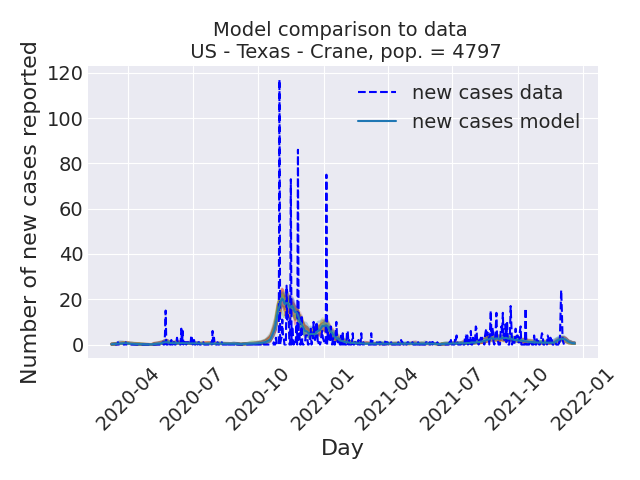 Model comparison to data
US - Texas - Crane, pop. = 4797
Number of new cases reported
120
100
80
60
40
20
0
new cases data
new cases model
2020-04
2020-07
2020-10
2021-01
2021-04
2021-07
2021-10
2022-01
Day